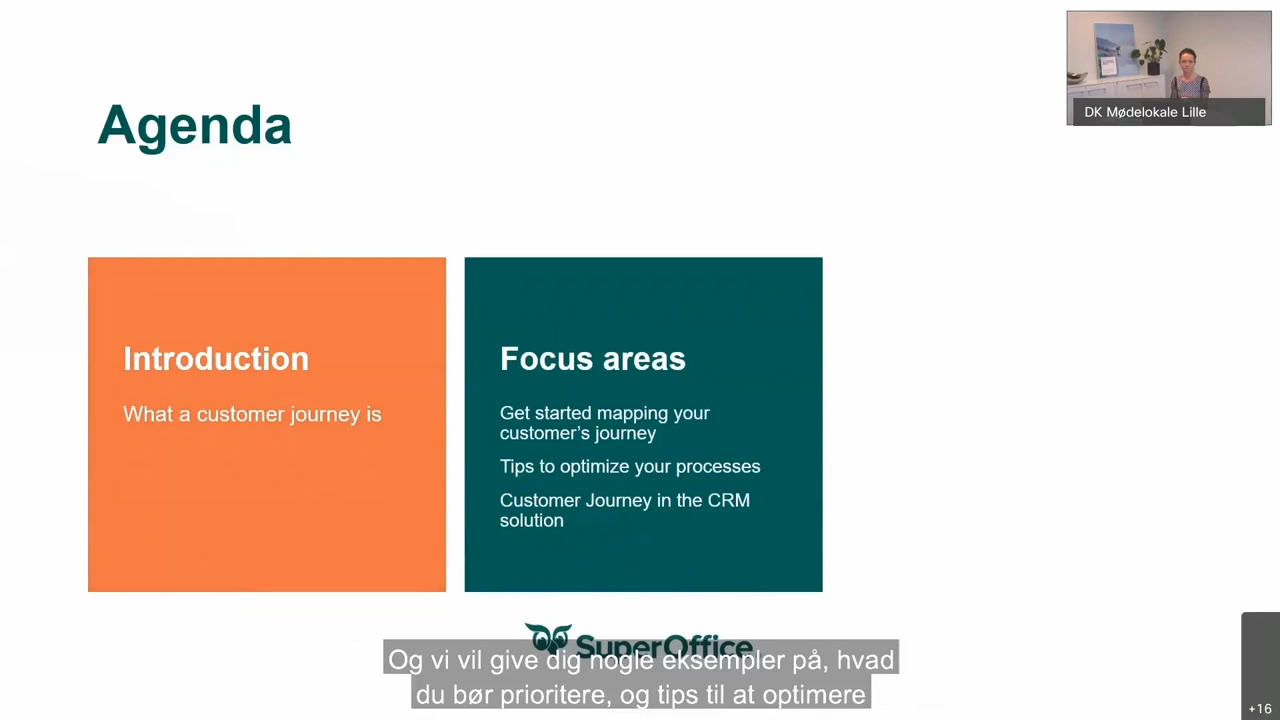 Agenda
DK Mødelokale Lille
Introduction
What a customer journey is
Focus areas
Get started mapping your
customer’s journey
Tips to optimize your processes
Customer Journey in the CRM
solution
SuperOffice
Og vi vil give dig nogle eksempler på, hvad
du bør prioritere, og tips til at optimere
+16